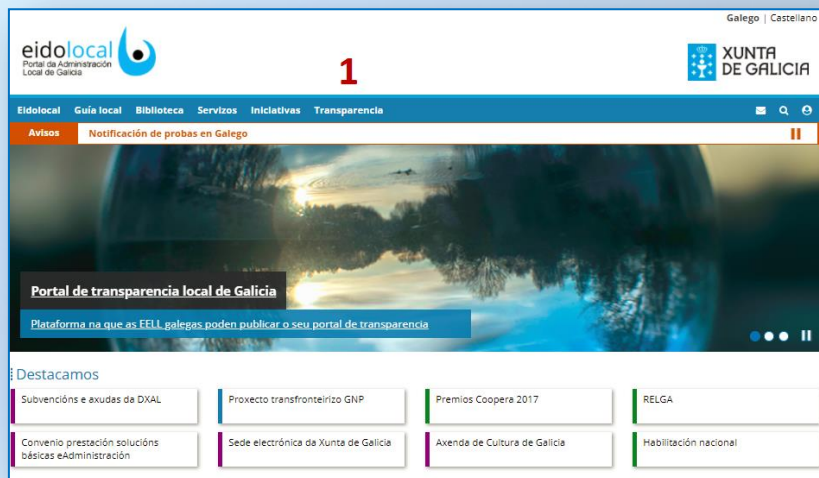 Galego | Castellano
eidolocal
Portal da Administración
Local de Galicia
1
XUNTA
DE GALICIA
Eidolocal Guía local Biblioteca Servizos Iniciativas Transparencia
Avisos Notificación de probas en Galego
Portal de transparencia local de Galicia
Plataforma na que as EELL galegas poden publicar o seu portal de transparencia
Destacamos
Subvencións e axudas da DXAL
Proxecto transfronteirizo GNP
Premios Coopera 2017
RELGA
Convenio prestación solucións
básicas eAdministración
Sede electrónica da Xunta de Galicia
Axenda de Cultura de Galicia
Habilitación nacional